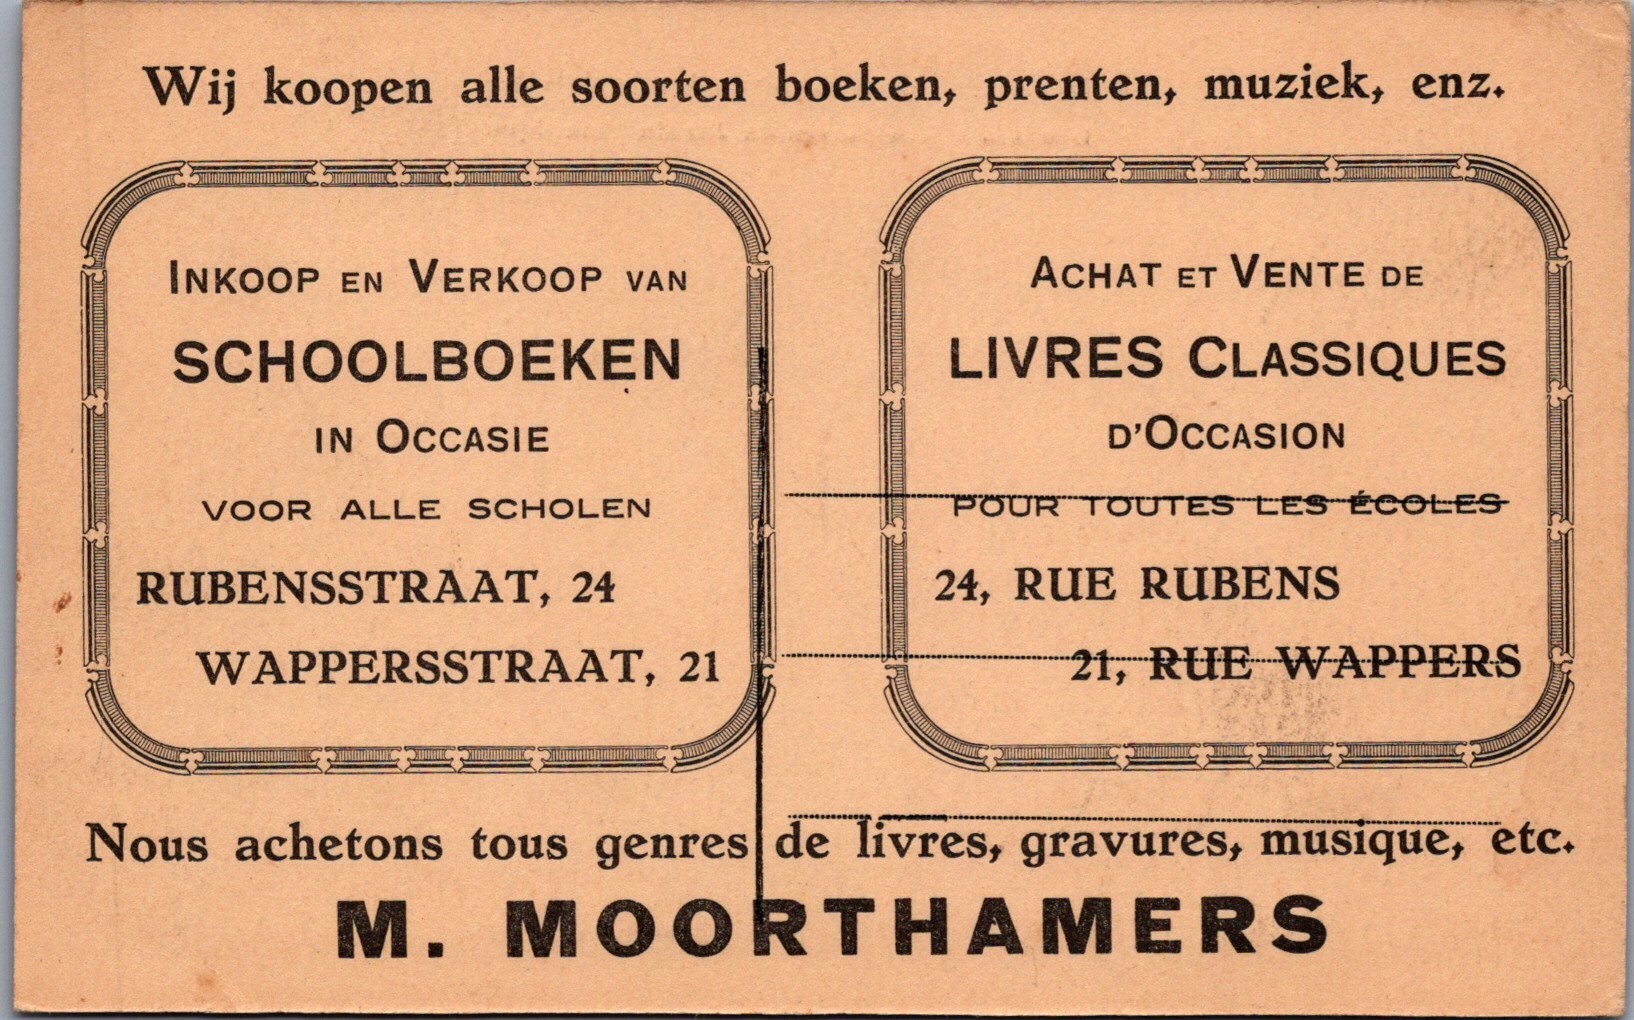 Wij koopen alle soorten boeken, prenten, muziek, enz.
INKOOP EN VERKOOP VAN
SCHOOLBOEKEN
IN OCCASIE
VOOR ALLE SCHOLEN
RUBENSSTRAAT, 24
WAPPERSSTRAAT, 21
ACHAT ET VENTE DE
LIVRES CLASSIQUES
D'OCCASION
POUR TOUTES LES ÉCOLES
24, RUE RUBENS
21, RUE WAPPERS
Nous achetons tous genres de livres, gravures, musique, etc.
M. MOORTHAMERS